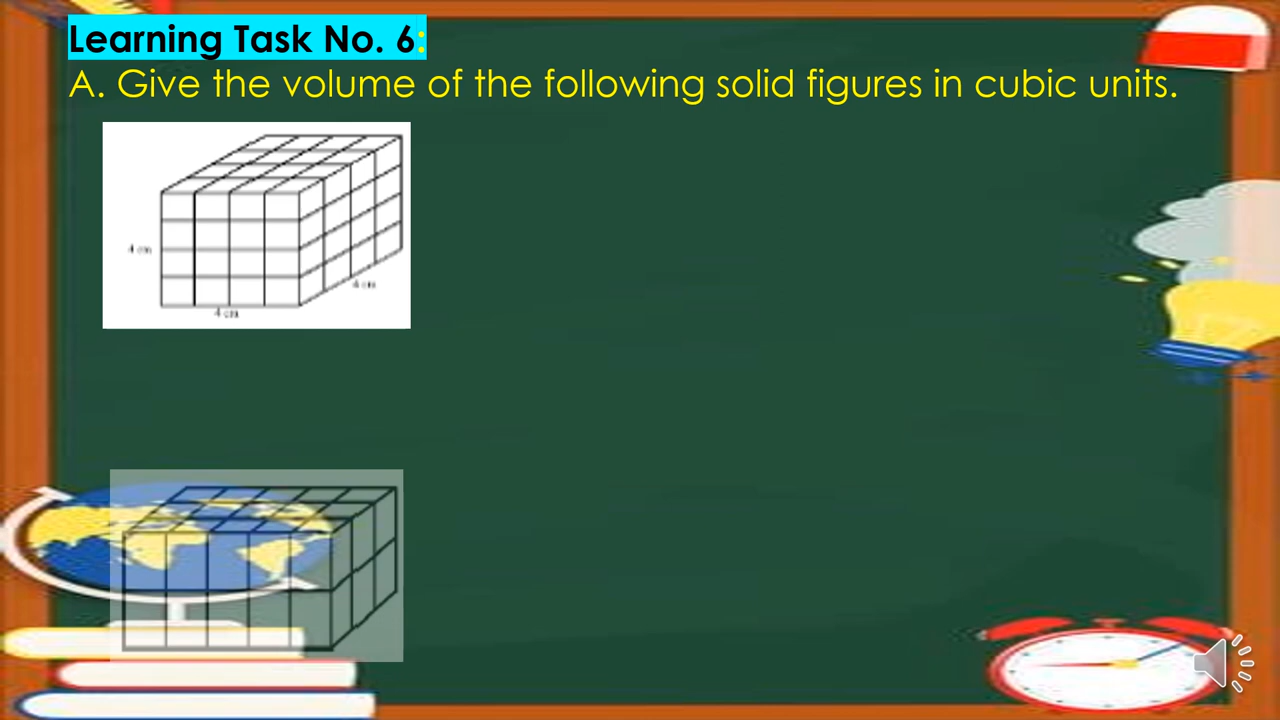 Learning Task No. 6:
A. Give the volume of the following solid figures in cubic units.
4 cm
4 cm
4 cm